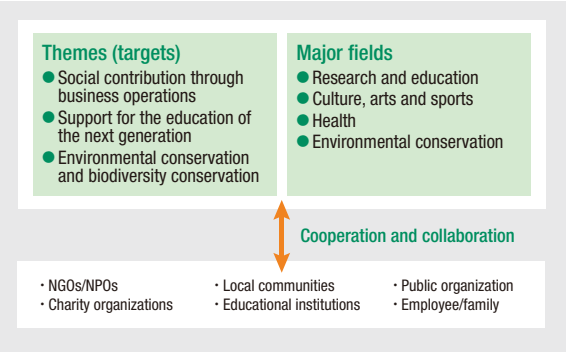 Themes (targets)
● Social contribution through
business operations
● Support for the education of
the next generation
● Environmental conservation
and biodiversity conservation
Major fields
● Research and education
● Culture, arts and sports
● Health
● Environmental conservation
Cooperation and collaboration
・NGOs/NPOs
・Charity organizations
・Local communities
・Educational institutions
・Public organization
・Employee/family